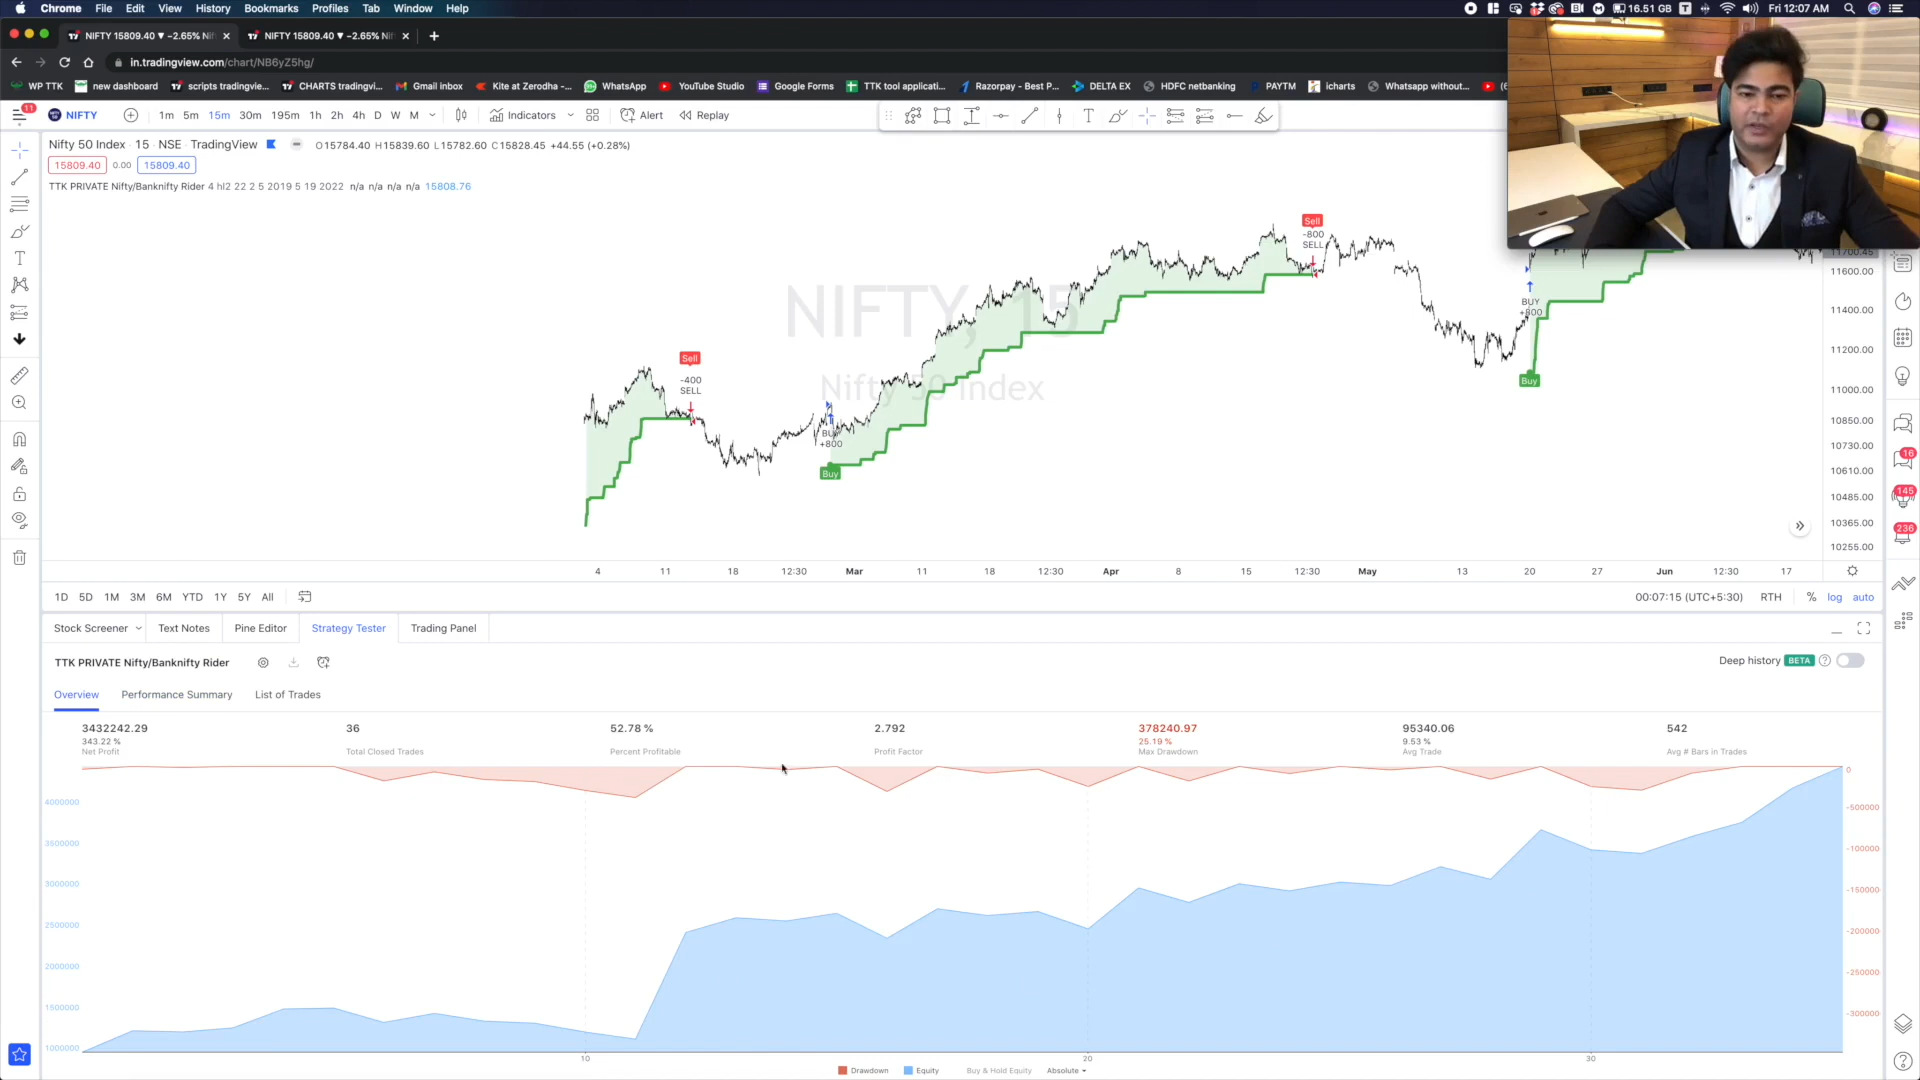 Chrome File Edit View History Bookmarks Profiles Tab Window Help
16.51 GB
Fri 12:07 AM
NIFTY 15809.40 ▼ −2.65% Nif
NIFTY 15809.40 ▼ −2.65% Nif
in.tradingview.com/chart/NB6yZ5hg/
WP TTK
new dashboard
scripts tradingvie...
CHARTS tradingvi...
Gmail inbox
Kite at Zerodha -...
WhatsApp
YouTube Studio
Google Forms
TTK tool applicati...
Razorpay - Best P...
DELTA EX
HDFC netbanking
PAYTM
icharts
Whatsapp without...
11
NIFTY
1m 5m 15m 30m 195m 1h 2h 4h D W M
Indicators
Alert
Replay
Nifty 50 Index · 15 · NSE · TradingView
O15784.40 H15839.60 L15782.60 C15828.45 +44.55 (+0.28%)
15809.40 0.00 15809.40
TTK PRIVATE Nifty/Banknifty Rider 4 hl2 22 2 5 2019 5 19 2022 n/a n/a n/a n/a 15808.76
NIFTY, 15
Nifty 50 Index
Sell
-400
SELL
BUY
+800
Buy
Sell
-800
SELL
BUY
+800
Buy
11700.45
11600.00
11400.00
11200.00
11000.00
10850.00
10730.00
10610.00
10485.00
10365.00
10255.00
16
145
236
4 11 18 12:30 Mar 11 18 12:30 Apr 8 15 12:30 May 13 20 27 Jun 12:30 17
1D 5D 1M 3M 6M YTD 1Y 5Y All
00:07:15 (UTC+5:30) RTH % log auto
Stock Screener Text Notes Pine Editor Strategy Tester Trading Panel
TTK PRIVATE Nifty/Banknifty Rider
Deep history BETA
Overview Performance Summary List of Trades
3432242.29
343.22 %
Net Profit
36
Total Closed Trades
52.78 %
Percent Profitable
2.792
Profit Factor
378240.97
25.19 %
Max Drawdown
95340.06
9.53 %
Avg Trade
542
Avg # Bars in Trades
4000000
3500000
3000000
2500000
2000000
1500000
1000000
0
-500000
-100000
-150000
-200000
-250000
-300000
10 20 30
Drawdown Equity Buy & Hold Equity Absolute